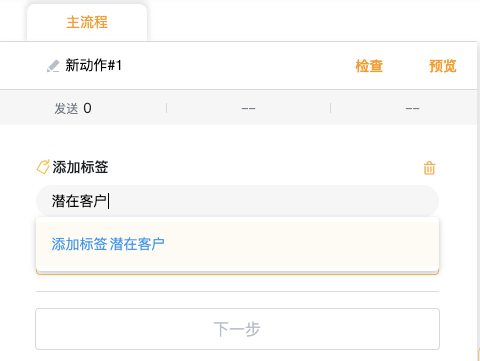 主流程
新动作#1 检查 预览
发送 0 -- --
添加标签
潜在客户
添加标签 潜在客户
下一步